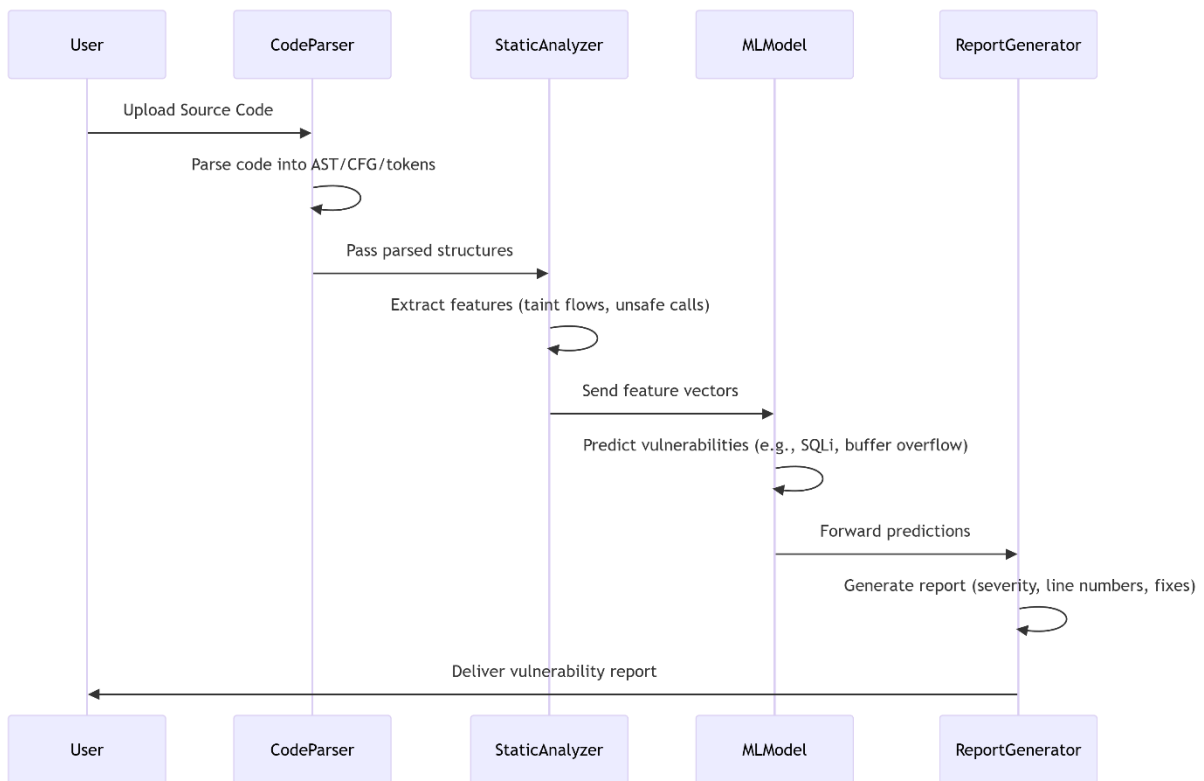 User
CodeParser
StaticAnalyzer
MLModel
ReportGenerator
Upload Source Code
Parse code into AST/CFG/tokens
Pass parsed structures
Extract features (taint flows, unsafe calls)
Send feature vectors
Predict vulnerabilities (e.g., SQLi, buffer overflow)
Forward predictions
Generate report (severity, line numbers, fixes)
Deliver vulnerability report
User
CodeParser
StaticAnalyzer
MLModel
ReportGenerator